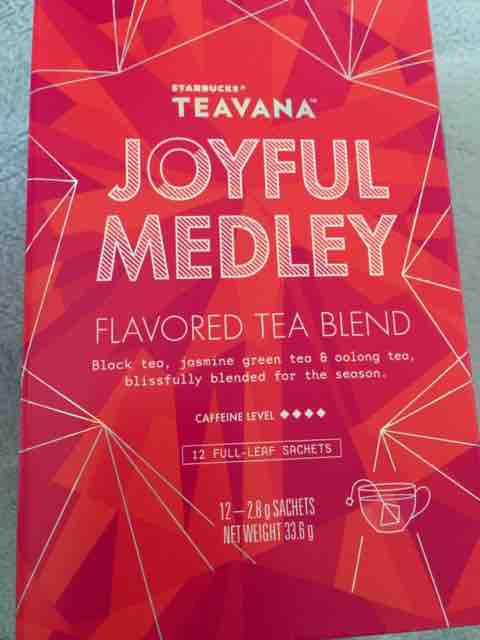 STARBUCKS®
TEAVANA™
JOYFUL
MEDLEY
FLAVORED TEA BLEND
Black tea, jasmine green tea & oolong tea,
blissfully blended for the season.
CAFFEINE LEVEL ◆◆◆◆
12 FULL-LEAF SACHETS
12—2.8g SACHETS
NET WEIGHT 33.6 g